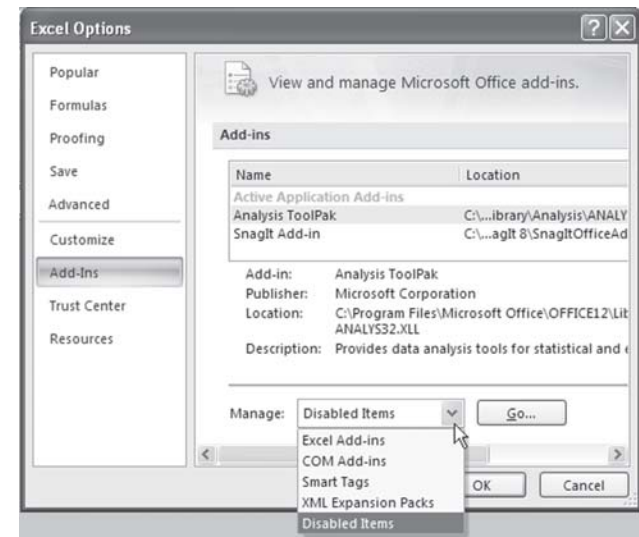 Excel Options
Popular
Formulas
Proofing
Save
Advanced
Customize
Add-Ins
Trust Center
Resources
View and manage Microsoft Office add-ins.
Add-ins
Name Location
Active Application Add-ins
Analysis ToolPak C:\...ibrary\Analysis\ANALY
SnagIt Add-in C:\...agIt 8\SnagItOfficeAd
Add-in: Analysis ToolPak
Publisher: Microsoft Corporation
Location: C:\Program Files\Microsoft Office\OFFICE12\Lib
ANALYS32.XLL
Description: Provides data analysis tools for statistical and e
Manage: Disabled Items Go...
Excel Add-ins
COM Add-ins
Smart Tags
XML Expansion Packs
Disabled Items
OK Cancel